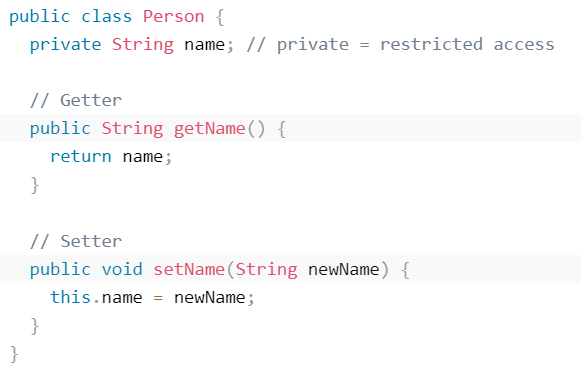 public class Person {
  private String name; // private = restricted access

  // Getter
  public String getName() {
    return name;
  }

  // Setter
  public void setName(String newName) {
    this.name = newName;
  }
}